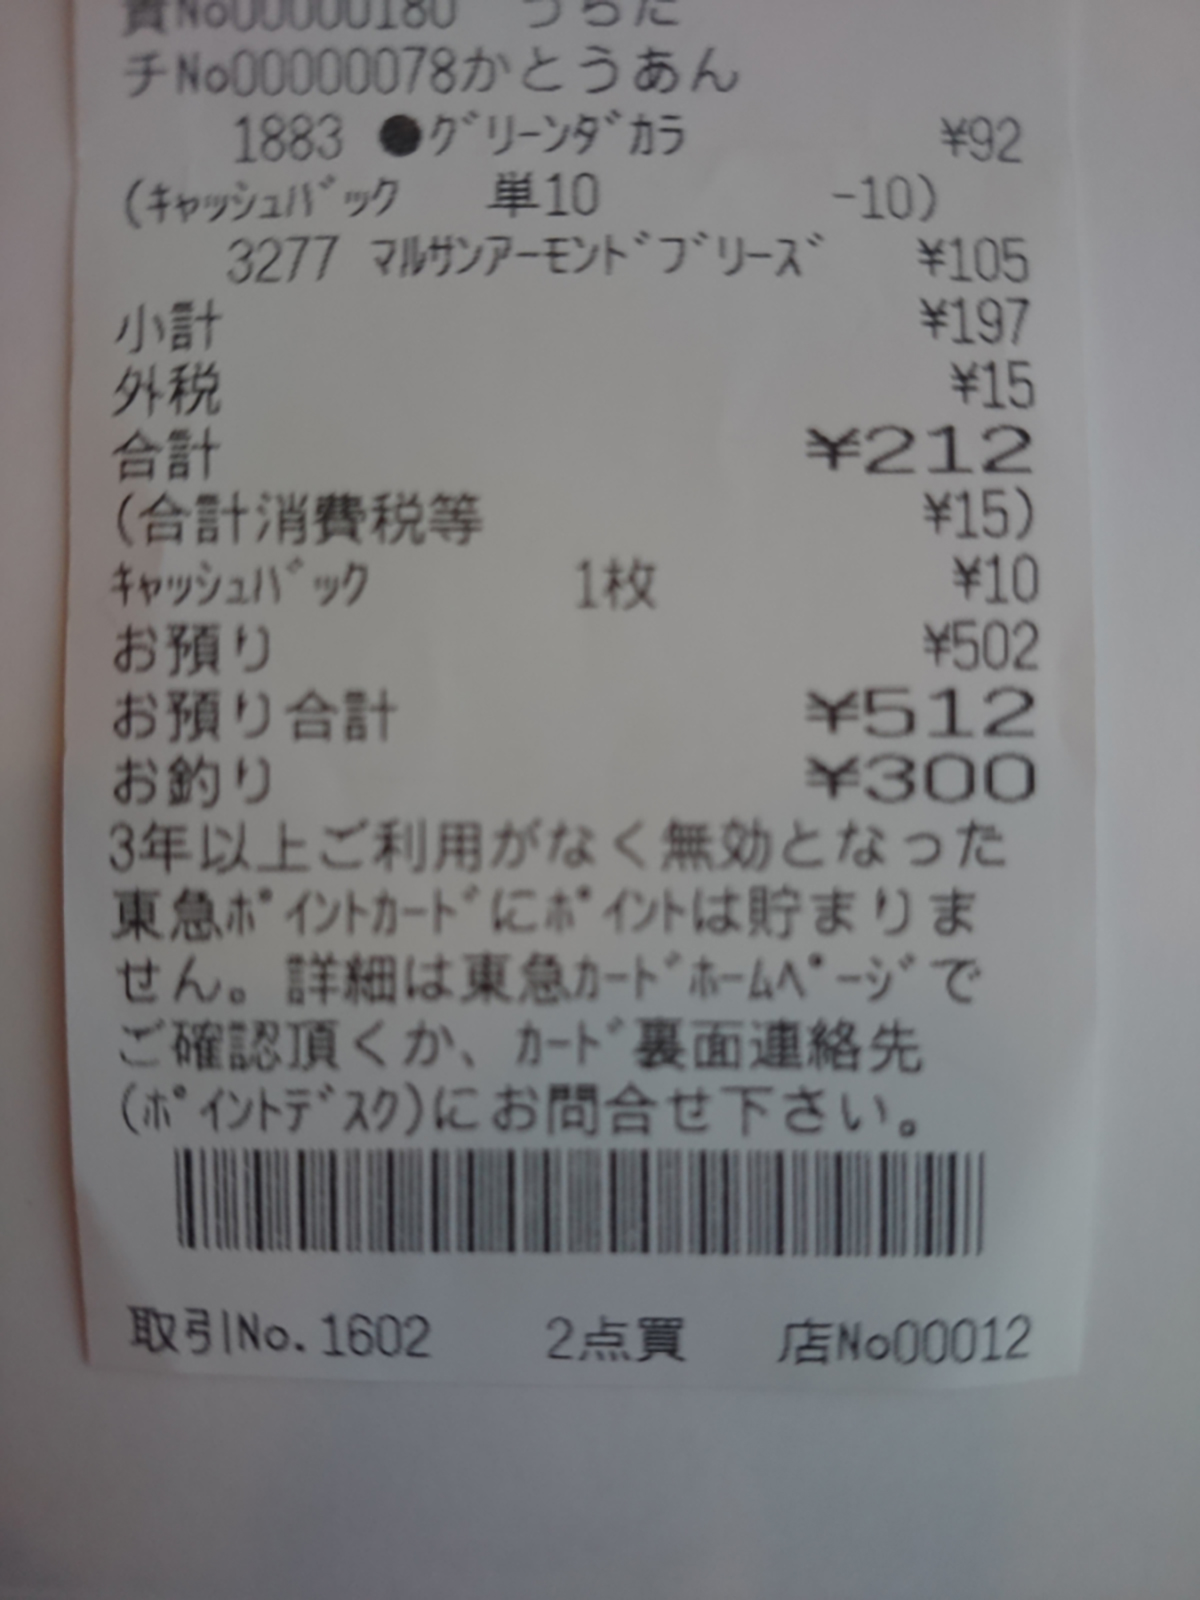 責No00000180 うらた
チNo00000078かとうあん
1883 ●グリーンダカラ ¥92
(キャッシュバック 単10 -10)
3277 マルサンアーモンドブリーズ ¥105
小計 ¥197
外税 ¥15
合計 ¥212
(合計消費税等 ¥15)
キャッシュバック 1枚 ¥10
お預り ¥502
お預り合計 ¥512
お釣り ¥300
3年以上ご利用がなく無効となった
東急ポイントカードにポイントは貯まりま
せん。詳細は東急カードホームページで
ご確認頂くか、カード裏面連絡先
(ポイントデスク)にお問合せ下さい。
取引No.1602 2点買 店No00012